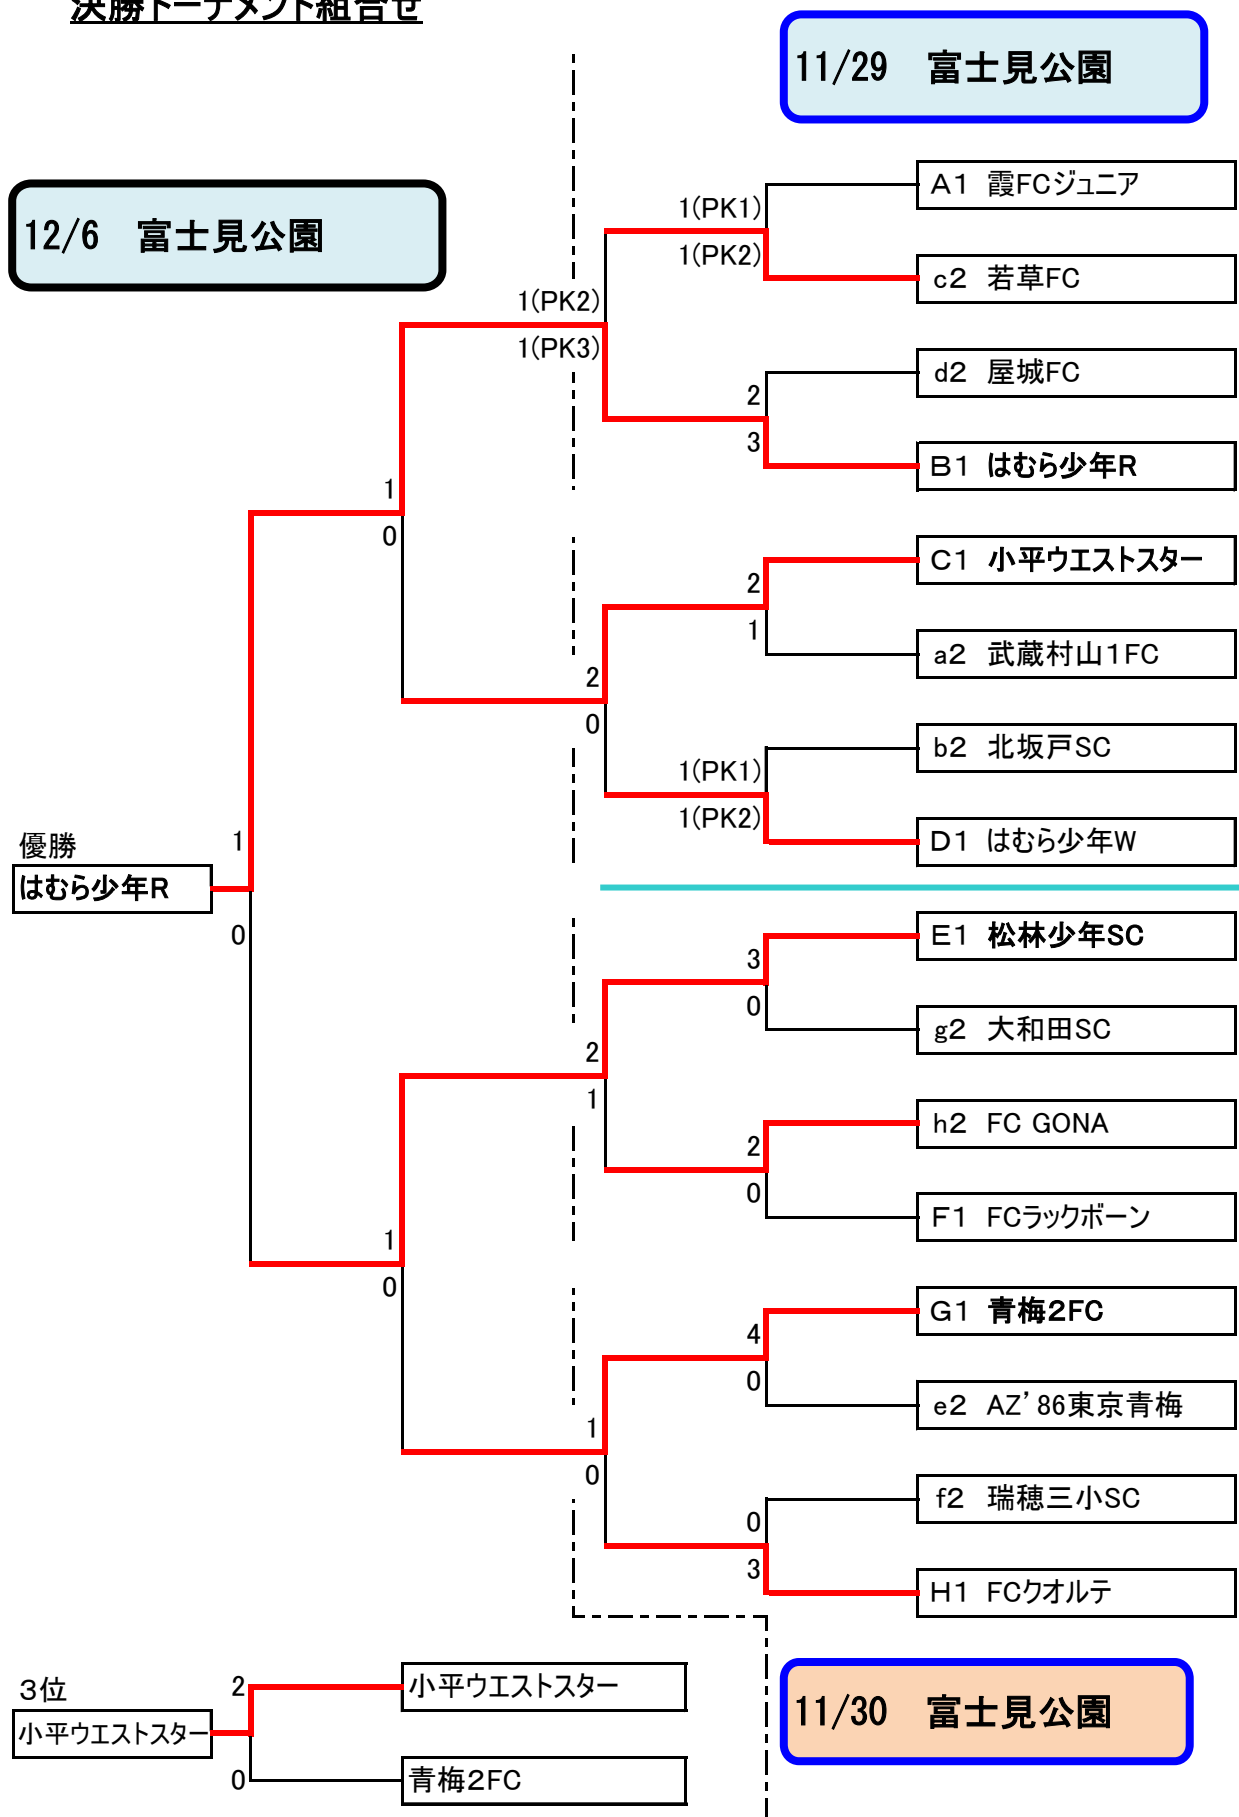 決勝トーナメント組合せ
11/29　富士見公園
12/6　富士見公園
A1 霞FCジュニア
1(PK1)
1(PK2)
c2 若草FC
1(PK2)
1(PK3)
d2 屋城FC
2
3
B1 はむら少年R
1
0
C1 小平ウエストスター
2
1
a2 武蔵村山1FC
2
0
b2 北坂戸SC
1(PK1)
1(PK2)
D1 はむら少年W
優勝
1
はむら少年R
0
E1 松林少年SC
3
0
g2 大和田SC
2
1
h2 FC GONA
2
0
F1 FCラックボーン
1
0
G1 青梅2FC
4
0
e2 AZ’86東京青梅
1
0
f2 瑞穂三小SC
0
3
H1 FCクオルテ
3位
2
小平ウエストスター
小平ウエストスター
0
青梅2FC
11/30　富士見公園